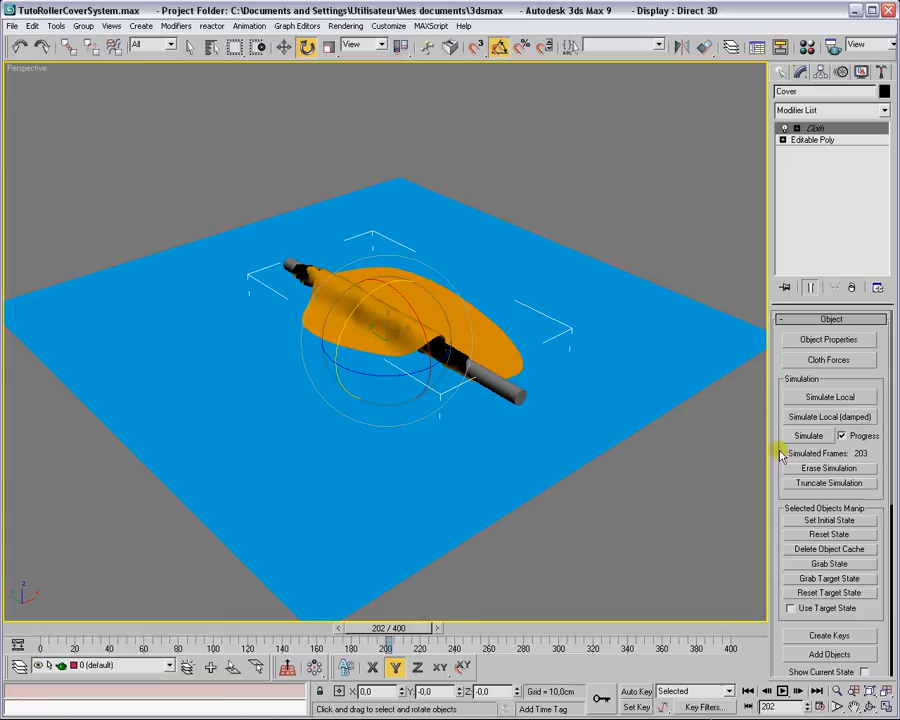 TutoRollerCoverSystem.max - Project Folder: C:\Documents and Settings\Utilisateur\Mes documents\3dsmax - Autodesk 3ds Max 9 - Display : Direct 3D
File Edit Tools Group Views Create Modifiers reactor Animation Graph Editors Rendering Customize MAXScript Help
All View View
Perspective
Cover
Modifier List
Cloth
Editable Poly
Object
Object Properties
Cloth Forces
Simulation
Simulate Local
Simulate Local (damped)
Simulate Progress
Simulated Frames: 203
Erase Simulation
Truncate Simulation
Selected Objects Manip
Set Initial State
Reset State
Delete Object Cache
Grab State
Grab Target State
Reset Target State
Use Target State
Create Keys
Add Objects
Show Current State
z
x
202 / 400
0 20 40 60 80 100 120 140 160 180 200 220 240 260 280 300 320 340 360 380 400
0 (default) X Y Z XY XY
X: 0,0 Y: -0,0 Z: -0,0 Grid = 10,0cm Auto Key Selected
Click and drag to select and rotate objects Add Time Tag Set Key Key Filters... 202